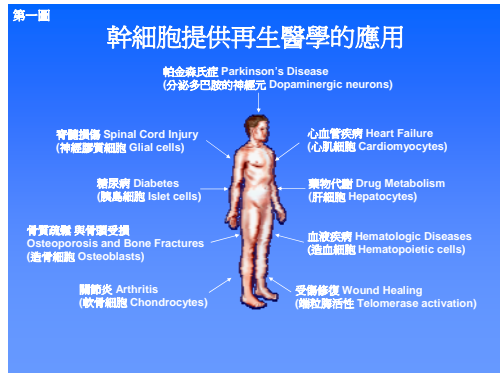 第一圖
幹細胞提供再生醫學的應用
帕金森氏症 Parkinson's Disease
(分泌多巴胺的神經元 Dopaminergic neurons)
脊髓損傷 Spinal Cord Injury
(神經膠質細胞 Glial cells)
心血管疾病 Heart Failure
(心肌細胞 Cardiomyocytes)
糖尿病 Diabetes
(胰島細胞 Islet cells)
藥物代謝 Drug Metabolism
(肝細胞 Hepatocytes)
骨質疏鬆 與骨頭受損
Osteoporosis and Bone Fractures
(造骨細胞 Osteoblasts)
血液疾病 Hematologic Diseases
(造血細胞 Hematopoietic cells)
關節炎 Arthritis
(軟骨細胞 Chondrocytes)
受傷修復 Wound Healing
(端粒酶活性 Telomerase activation)